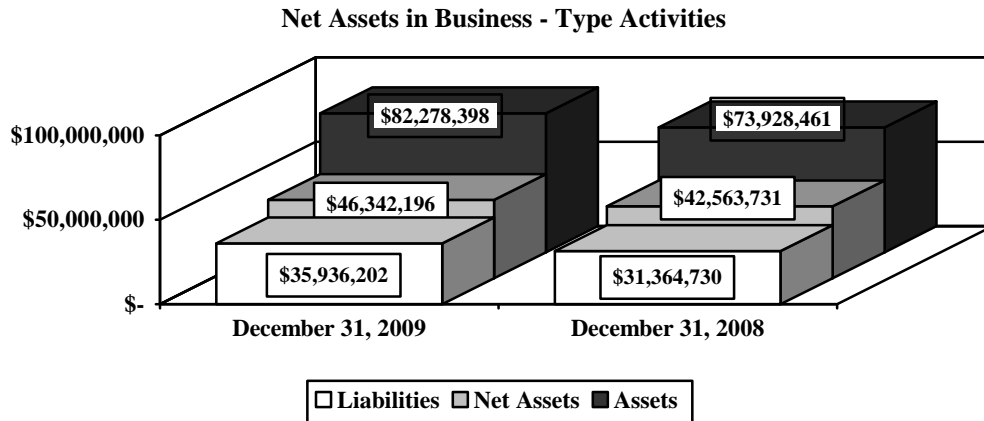 Net Assets in Business - Type Activities
$100,000,000
$50,000,000
$-
$82,278,398
$73,928,461
$46,342,196
$42,563,731
$35,936,202
$31,364,730
December 31, 2009
December 31, 2008
Liabilities Net Assets Assets